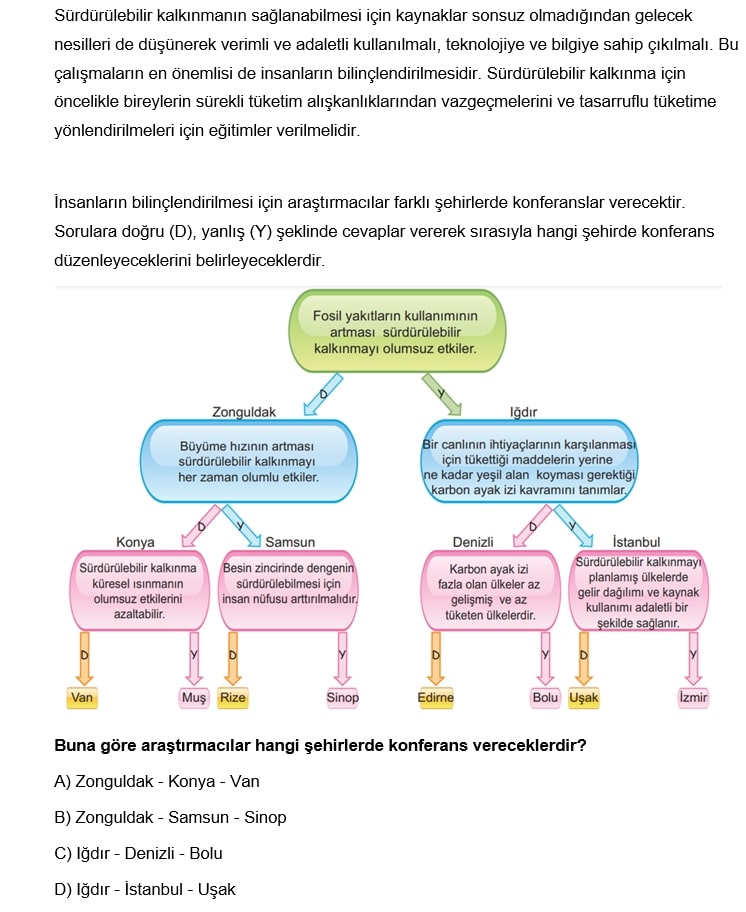 Sürdürülebilir kalkınmanın sağlanabilmesi için kaynaklar sonsuz olmadığından gelecek
nesilleri de düşünerek verimli ve adaletli kullanılmalı, teknolojiye ve bilgiye sahip çıkılmalı. Bu
çalışmaların en önemlisi de insanların bilinçlendirilmesidir. Sürdürülebilir kalkınma için
öncelikle bireylerin sürekli tüketim alışkanlıklarından vazgeçmelerini ve tasarruflu tüketime
yönlendirilmeleri için eğitimler verilmelidir.
İnsanların bilinçlendirilmesi için araştırmacılar farklı şehirlerde konferanslar verecektir.
Sorulara doğru (D), yanlış (Y) şeklinde cevaplar vererek sırasıyla hangi şehirde konferans
düzenleyeceklerini belirleyeceklerdir.
Fosil yakıtların kullanımının
artması sürdürülebilir
kalkınmayı olumsuz etkiler.
D
Y
Zonguldak
Büyüme hızının artması
sürdürülebilir kalkınmayı
her zaman olumlu etkiler.
Iğdır
Bir canlının ihtiyaçlarının karşılanması
için tükettiği maddelerin yerine
ne kadar yeşil alan koyması gerektiği
karbon ayak izi kavramını tanımlar.
D
Y
D
Y
Konya
Sürdürülebilir kalkınma
küresel ısınmanın
olumsuz etkilerini
azaltabilir.
Samsun
Besin zincirinde dengenin
sürdürülebilmesi için
insan nüfusu arttırılmalıdır.
Denizli
Karbon ayak izi
fazla olan ülkeler az
gelişmiş ve az
tüketen ülkelerdir.
İstanbul
Sürdürülebilir kalkınmayı
planlamış ülkelerde
gelir dağılımı ve kaynak
kullanımı adaletli bir
şekilde sağlanır.
D
Y
D
Y
D
Y
D
Y
Van
Muş
Rize
Sinop
Edirne
Bolu
Uşak
İzmir
Buna göre araştırmacılar hangi şehirlerde konferans vereceklerdir?
A) Zonguldak - Konya - Van
B) Zonguldak - Samsun - Sinop
C) Iğdır - Denizli - Bolu
D) Iğdır - İstanbul - Uşak